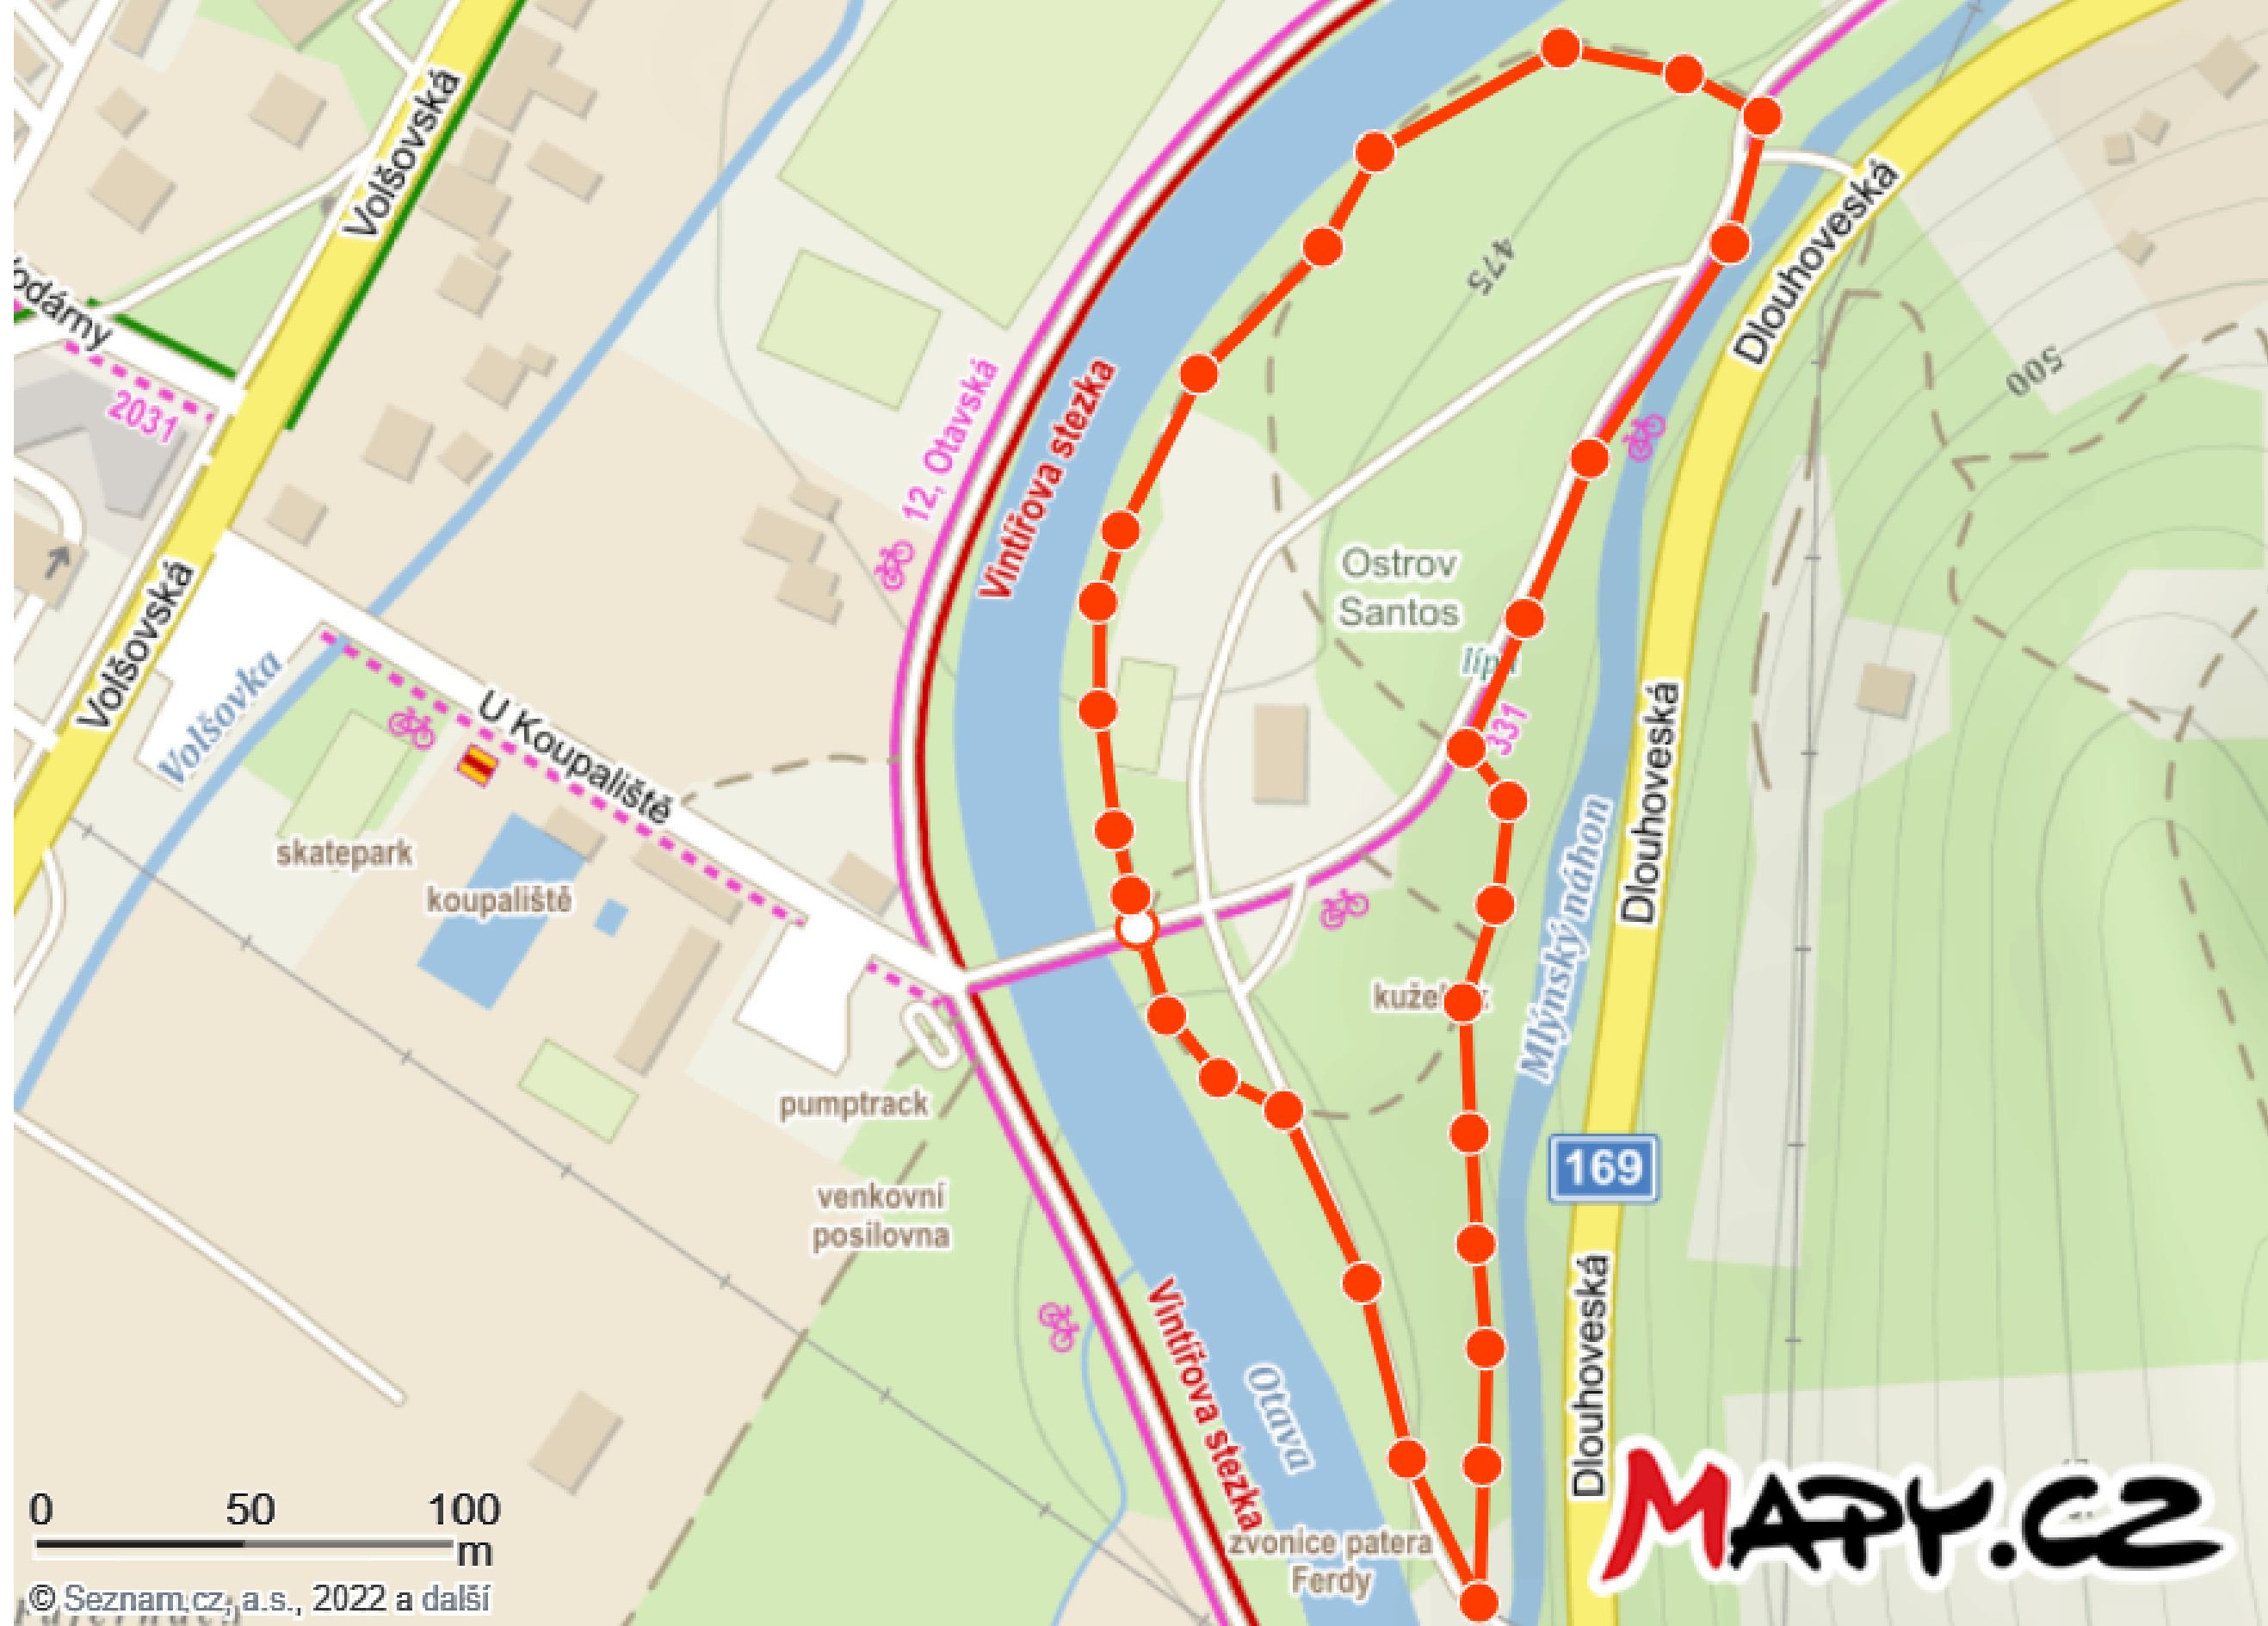 Volšovská
Vodárny
2031
12, Otavská
Vintířova stezka
475
Dlouhoveská
500
Ostrov
Santos
lípa
331
Volšovská
Volšovka
U Koupaliště
skatepark
koupaliště
Dlouhoveská
Mlýnský náhon
pumptrack
169
venkovní
posilovna
Vintířova stezka
Otava
Dlouhoveská
zvonice patera
Ferdy
0 50 100
m
© Seznam.cz, a.s., 2022 a další
MAPY.CZ